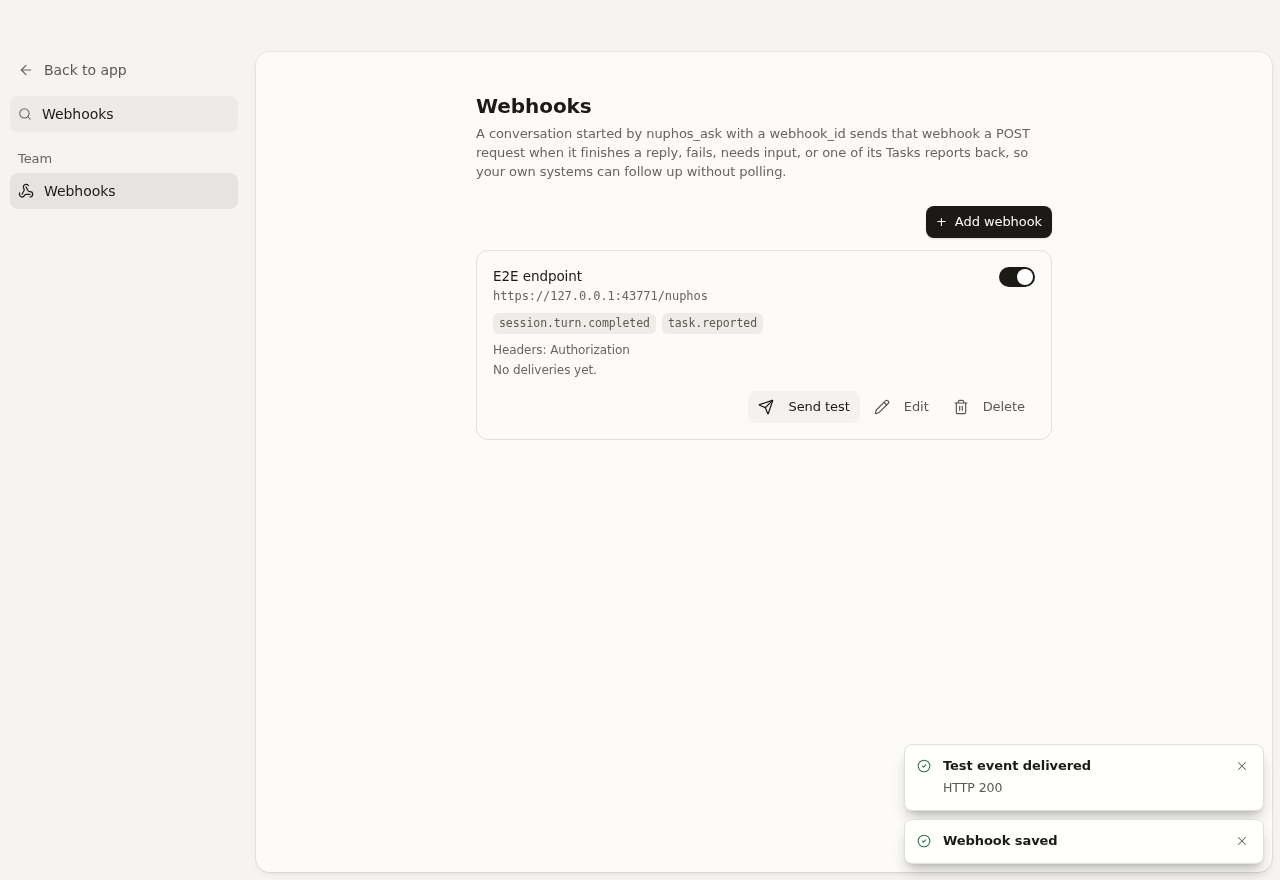 Back to app
Webhooks
Team
Webhooks
Webhooks
A conversation started by nuphos_ask with a webhook_id sends that webhook a POST
request when it finishes a reply, fails, needs input, or one of its Tasks reports back, so
your own systems can follow up without polling.
+ Add webhook
E2E endpoint
https://127.0.0.1:43771/nuphos
session.turn.completed task.reported
Headers: Authorization
No deliveries yet.
Send test Edit Delete
Test event delivered
HTTP 200
Webhook saved